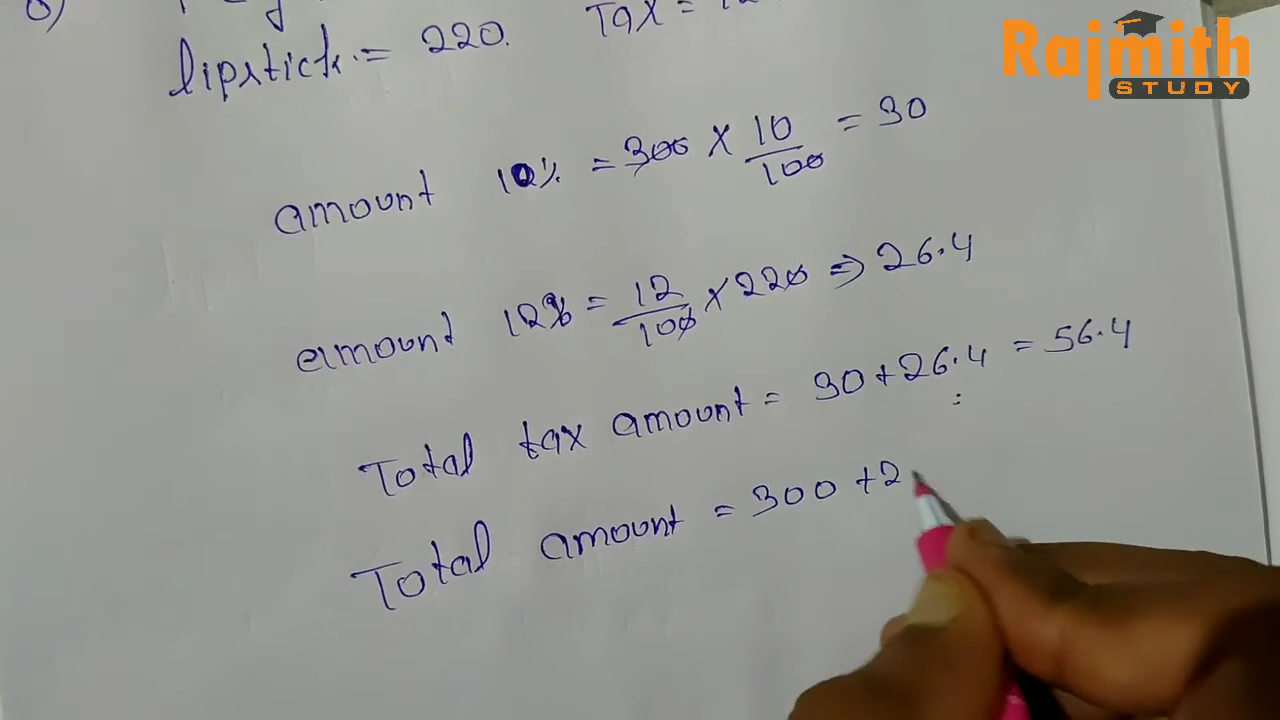 Rajmith
STUDY
lipstick = 220. Tax =
amount 10% = 300 × 10/100 = 30
amount 12% = 12/100 × 220 ⇒ 26.4
Total tax amount = 30 + 26.4 = 56.4
Total amount = 300 + 2